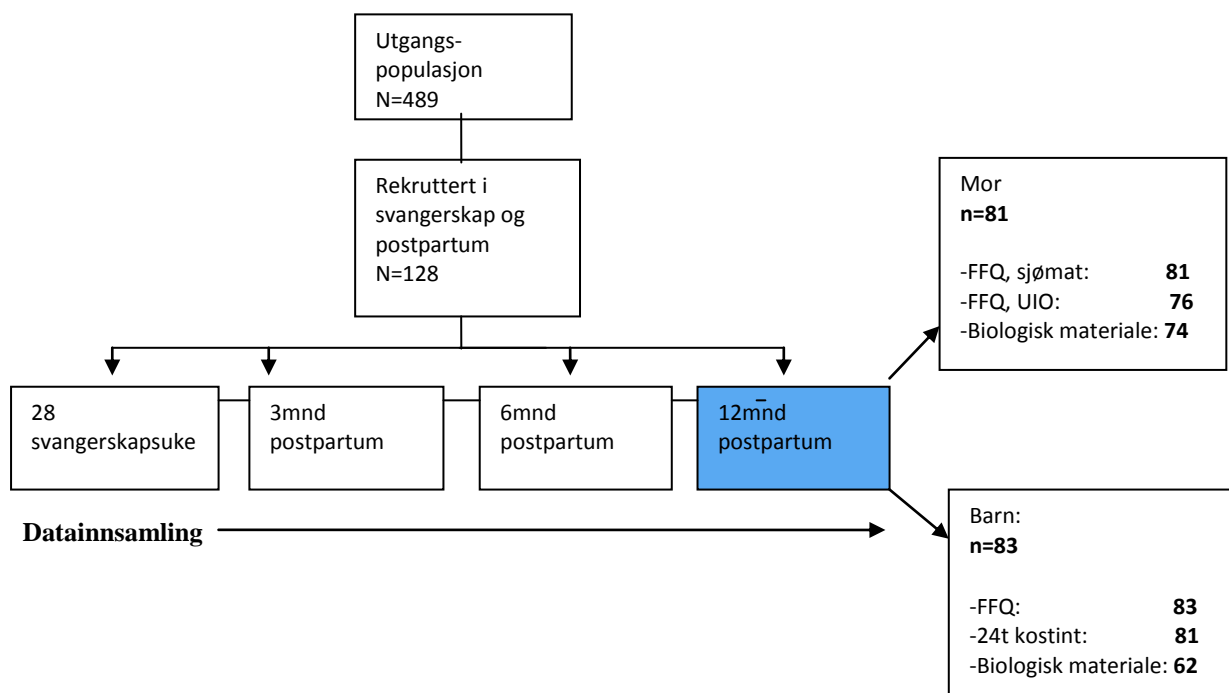 Utgangs-
populasjon
N=489
Rekruttert i
svangerskap og
postpartum
N=128
28
svangerskapsuke
3mnd
postpartum
6mnd
postpartum
12mnd
postpartum
Datainnsamling
Mor
n=81
-FFQ, sjømat: 81
-FFQ, UIO: 76
-Biologisk materiale: 74
Barn:
n=83
-FFQ: 83
-24t kostint: 81
-Biologisk materiale: 62